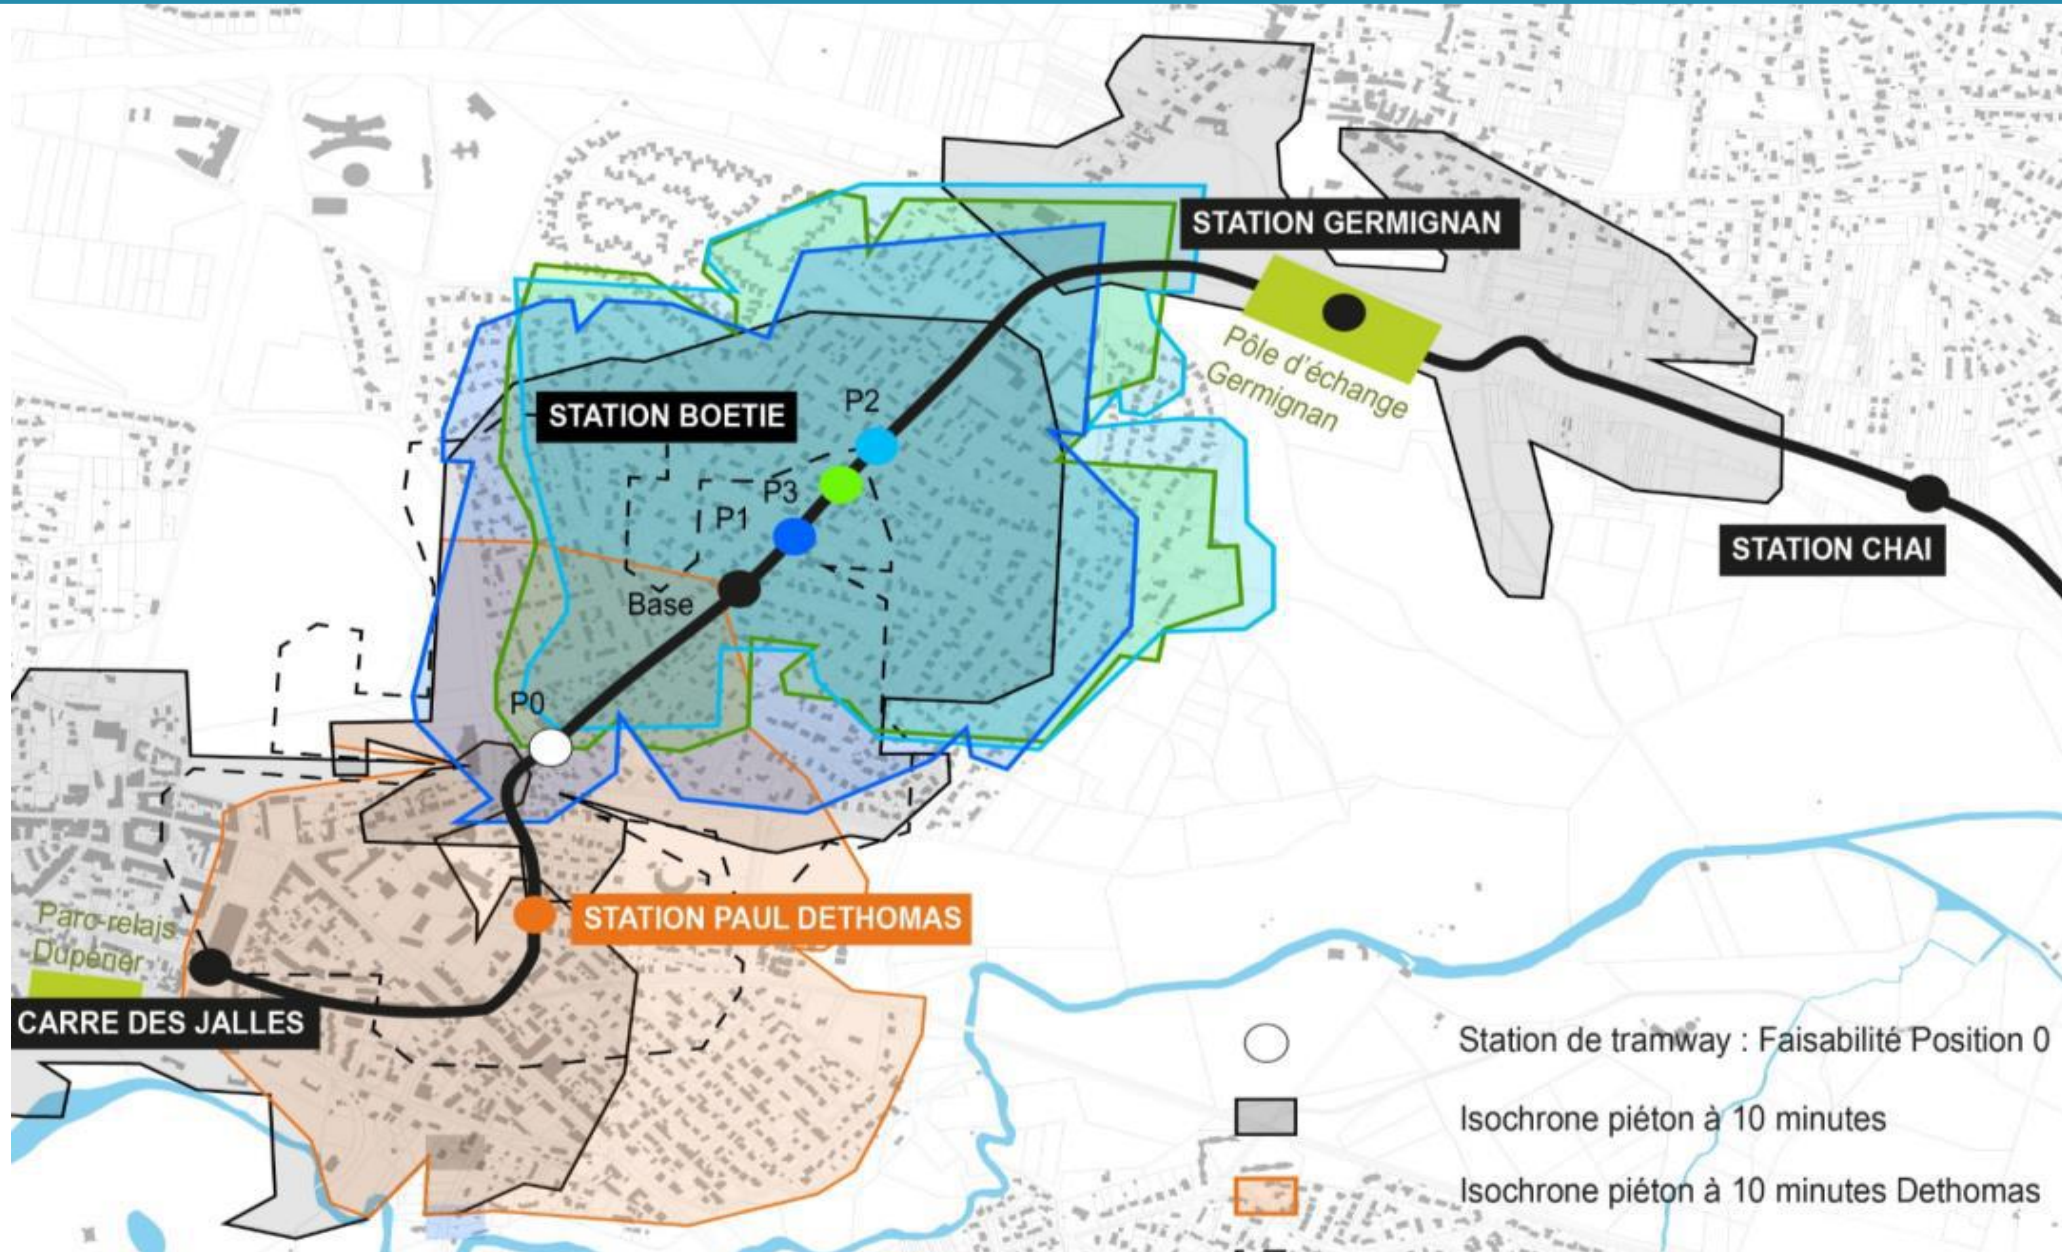 STATION GERMIGNAN
Pôle d'échange
Germignan
P2
STATION BOETIE
P3
P1
STATION CHAI
Base
P0
STATION PAUL DETHOMAS
Parc-relais
Dupérier
CARRE DES JALLES
Station de tramway : Faisabilité Position 0
Isochrone piéton à 10 minutes
Isochrone piéton à 10 minutes Dethomas